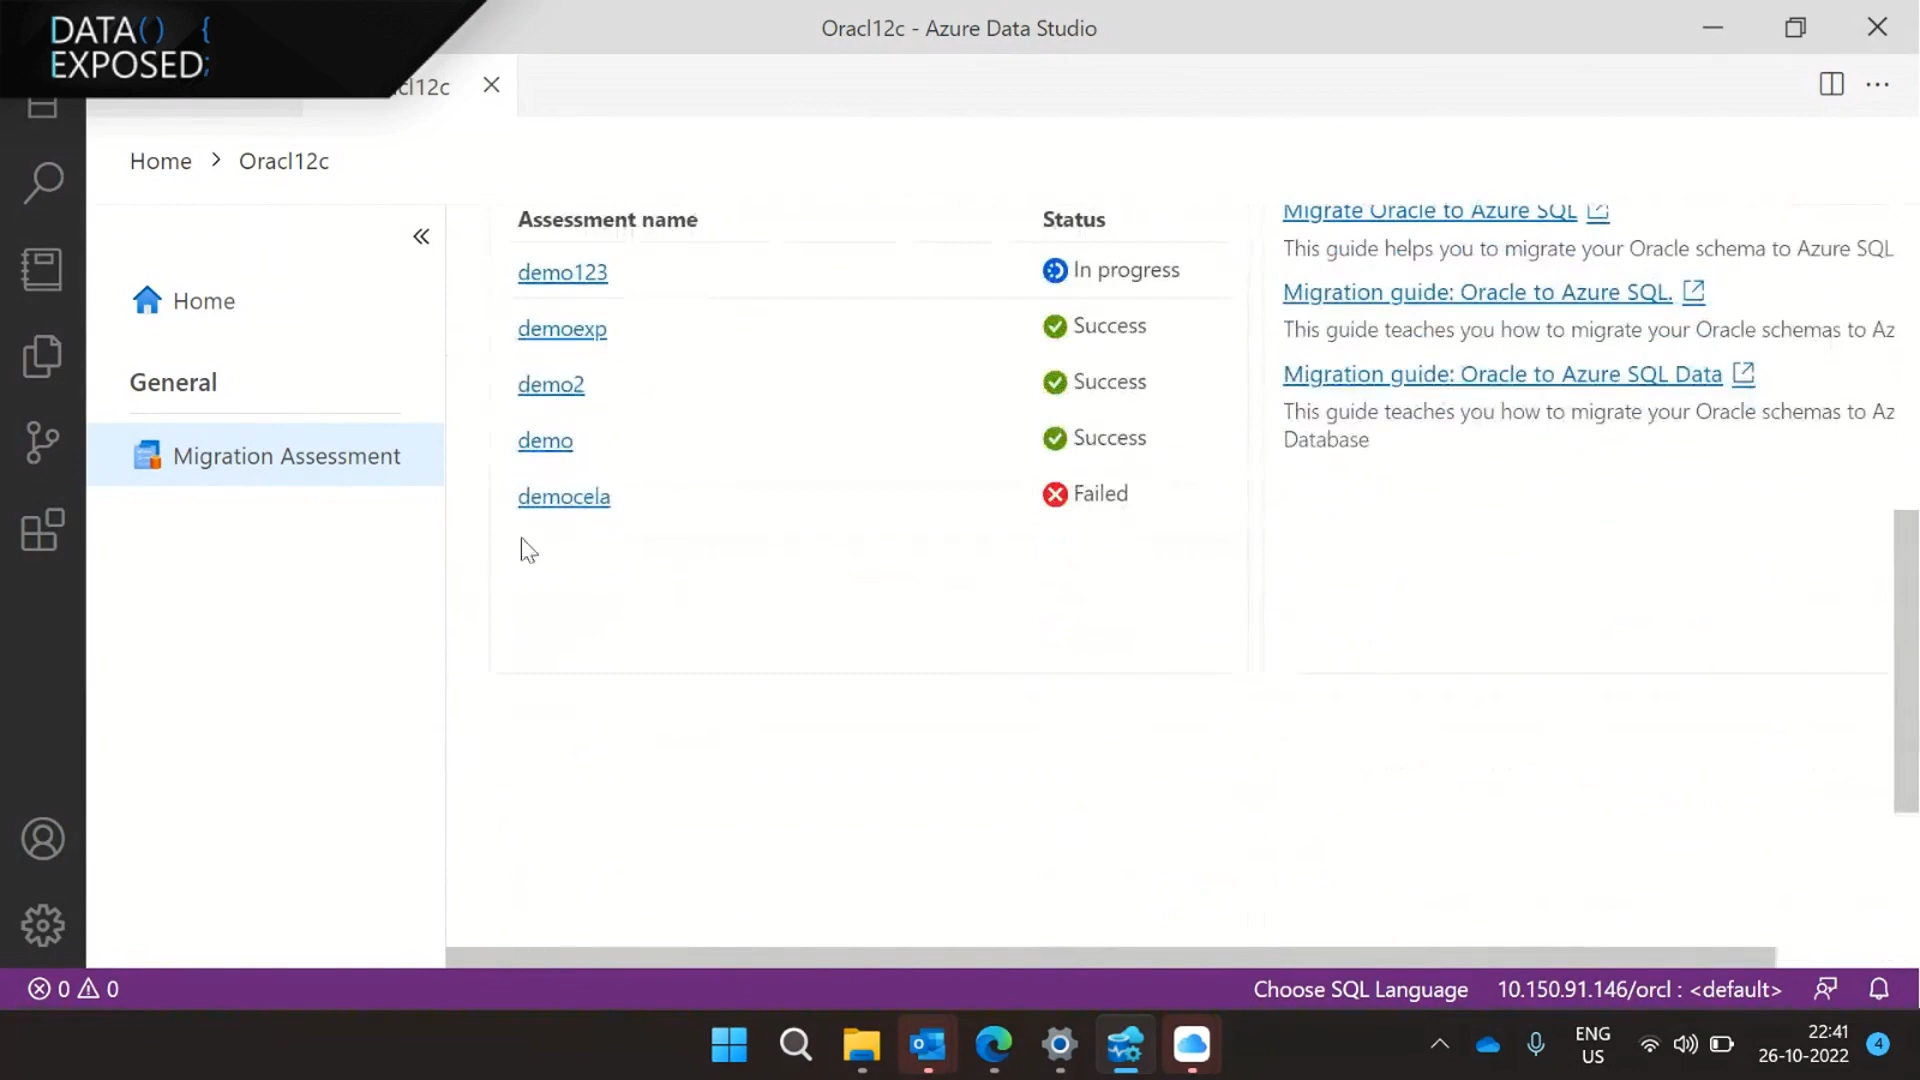 DATA() {
EXPOSED;
Oracl12c - Azure Data Studio
cl12c
Home > Oracl12c
Home
General
Migration Assessment
Assessment name Status
demo123 In progress
demoexp Success
demo2 Success
demo Success
democela Failed
Migrate Oracle to Azure SQL
This guide helps you to migrate your Oracle schema to Azure SQL
Migration guide: Oracle to Azure SQL.
This guide teaches you how to migrate your Oracle schemas to Az
Migration guide: Oracle to Azure SQL Data
This guide teaches you how to migrate your Oracle schemas to Az
Database
0 0 Choose SQL Language 10.150.91.146/orcl : <default>
ENG
US
22:41
26-10-2022
4